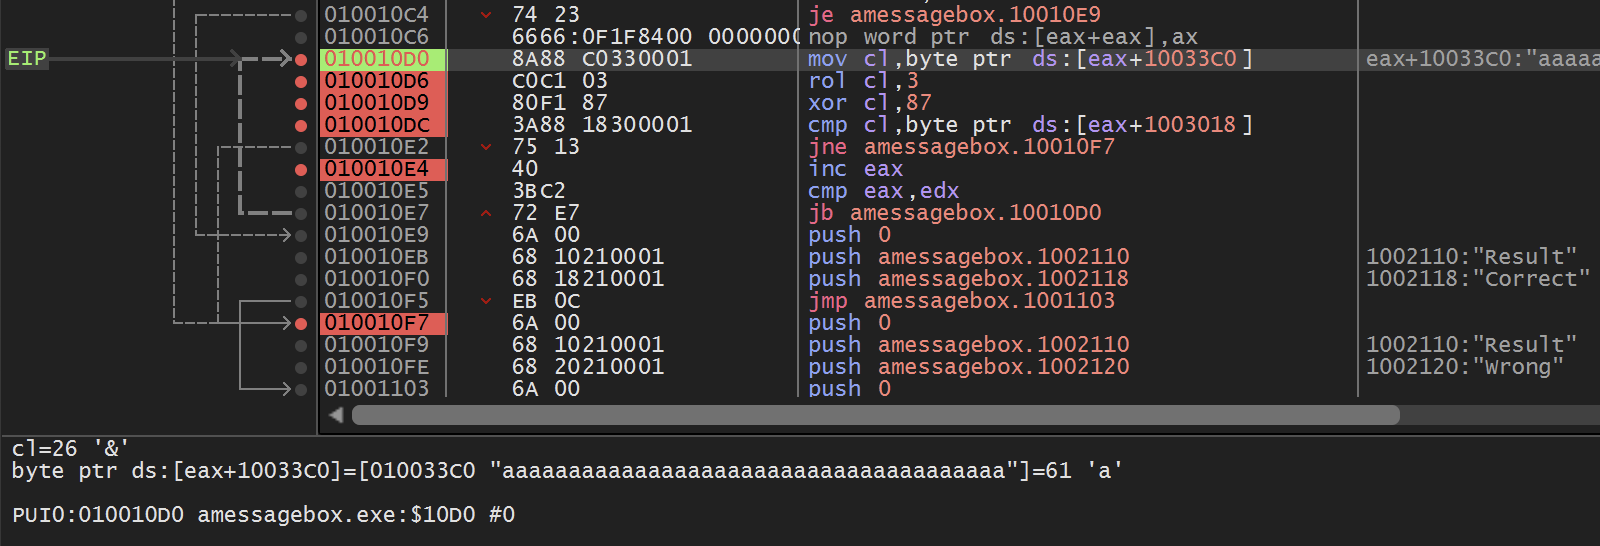 010010C4 74 23 je amessagebox.10010E9
010010C6 6666:0F1F8400 0000000 nop word ptr ds:[eax+eax],ax
EIP 010010D0 8A88 C0330001 mov cl,byte ptr ds:[eax+10033C0] eax+10033C0:"aaaaa
010010D6 C0C1 03 rol cl,3
010010D9 80F1 87 xor cl,87
010010DC 3A88 18300001 cmp cl,byte ptr ds:[eax+1003018]
010010E2 75 13 jne amessagebox.10010F7
010010E4 40 inc eax
010010E5 3BC2 cmp eax,edx
010010E7 72 E7 jb amessagebox.10010D0
010010E9 6A 00 push 0
010010EB 68 10210001 push amessagebox.1002110 1002110:"Result"
010010F0 68 18210001 push amessagebox.1002118 1002118:"Correct"
010010F5 EB 0C jmp amessagebox.1001103
010010F7 6A 00 push 0
010010F9 68 10210001 push amessagebox.1002110 1002110:"Result"
010010FE 68 20210001 push amessagebox.1002120 1002120:"Wrong"
01001103 6A 00 push 0
cl=26 '&'
byte ptr ds:[eax+10033C0]=[010033C0 "aaaaaaaaaaaaaaaaaaaaaaaaaaaaaaaaaaaaaa"]=61 'a'
PUI0:010010D0 amessagebox.exe:$10D0 #0